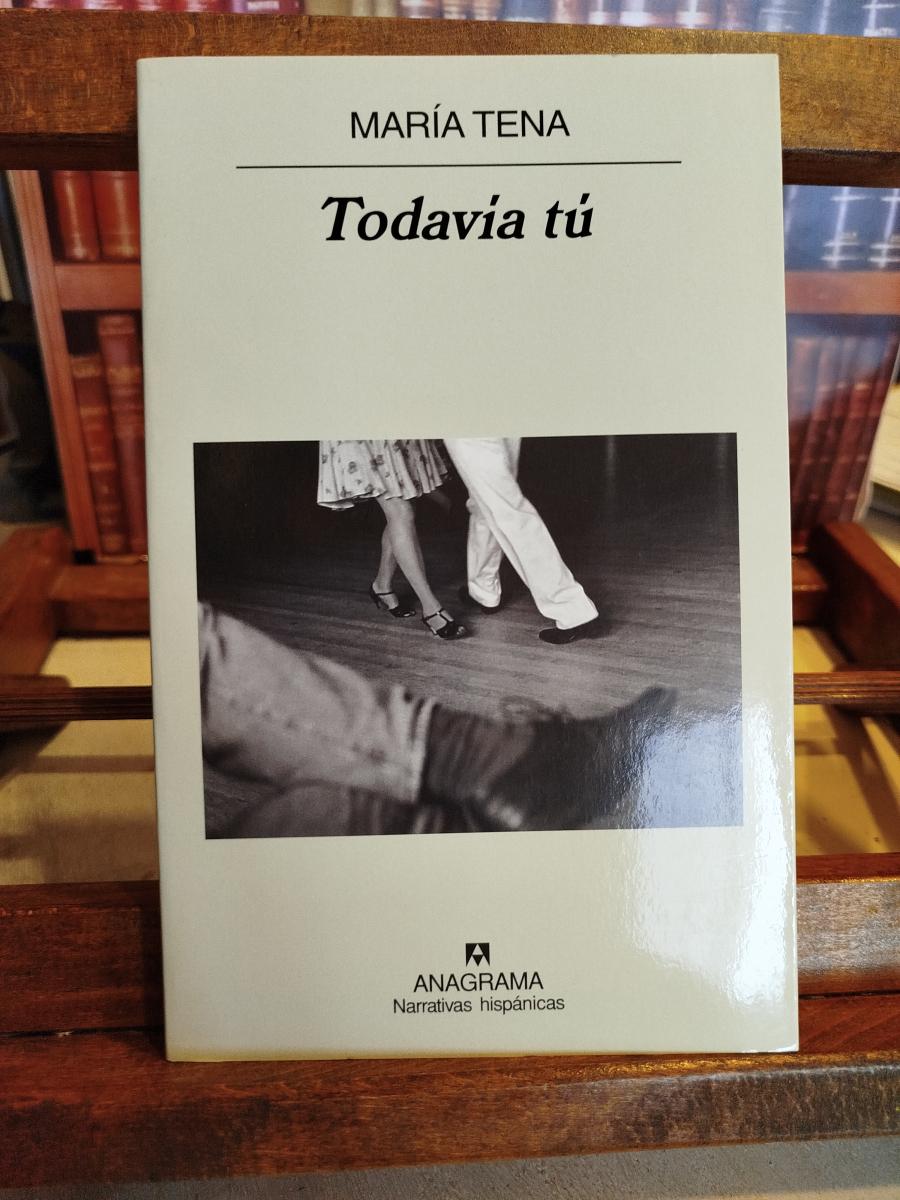 MARÍA TENA
Todavía tú
ANAGRAMA
Narrativas hispánicas